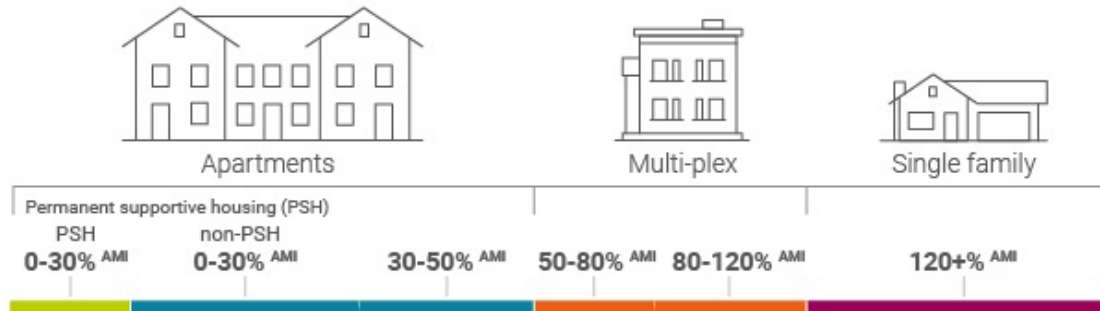 Apartments Multi-plex Single family
Permanent supportive housing (PSH)
PSH non-PSH
0-30% AMI 0-30% AMI 30-50% AMI 50-80% AMI 80-120% AMI 120+% AMI